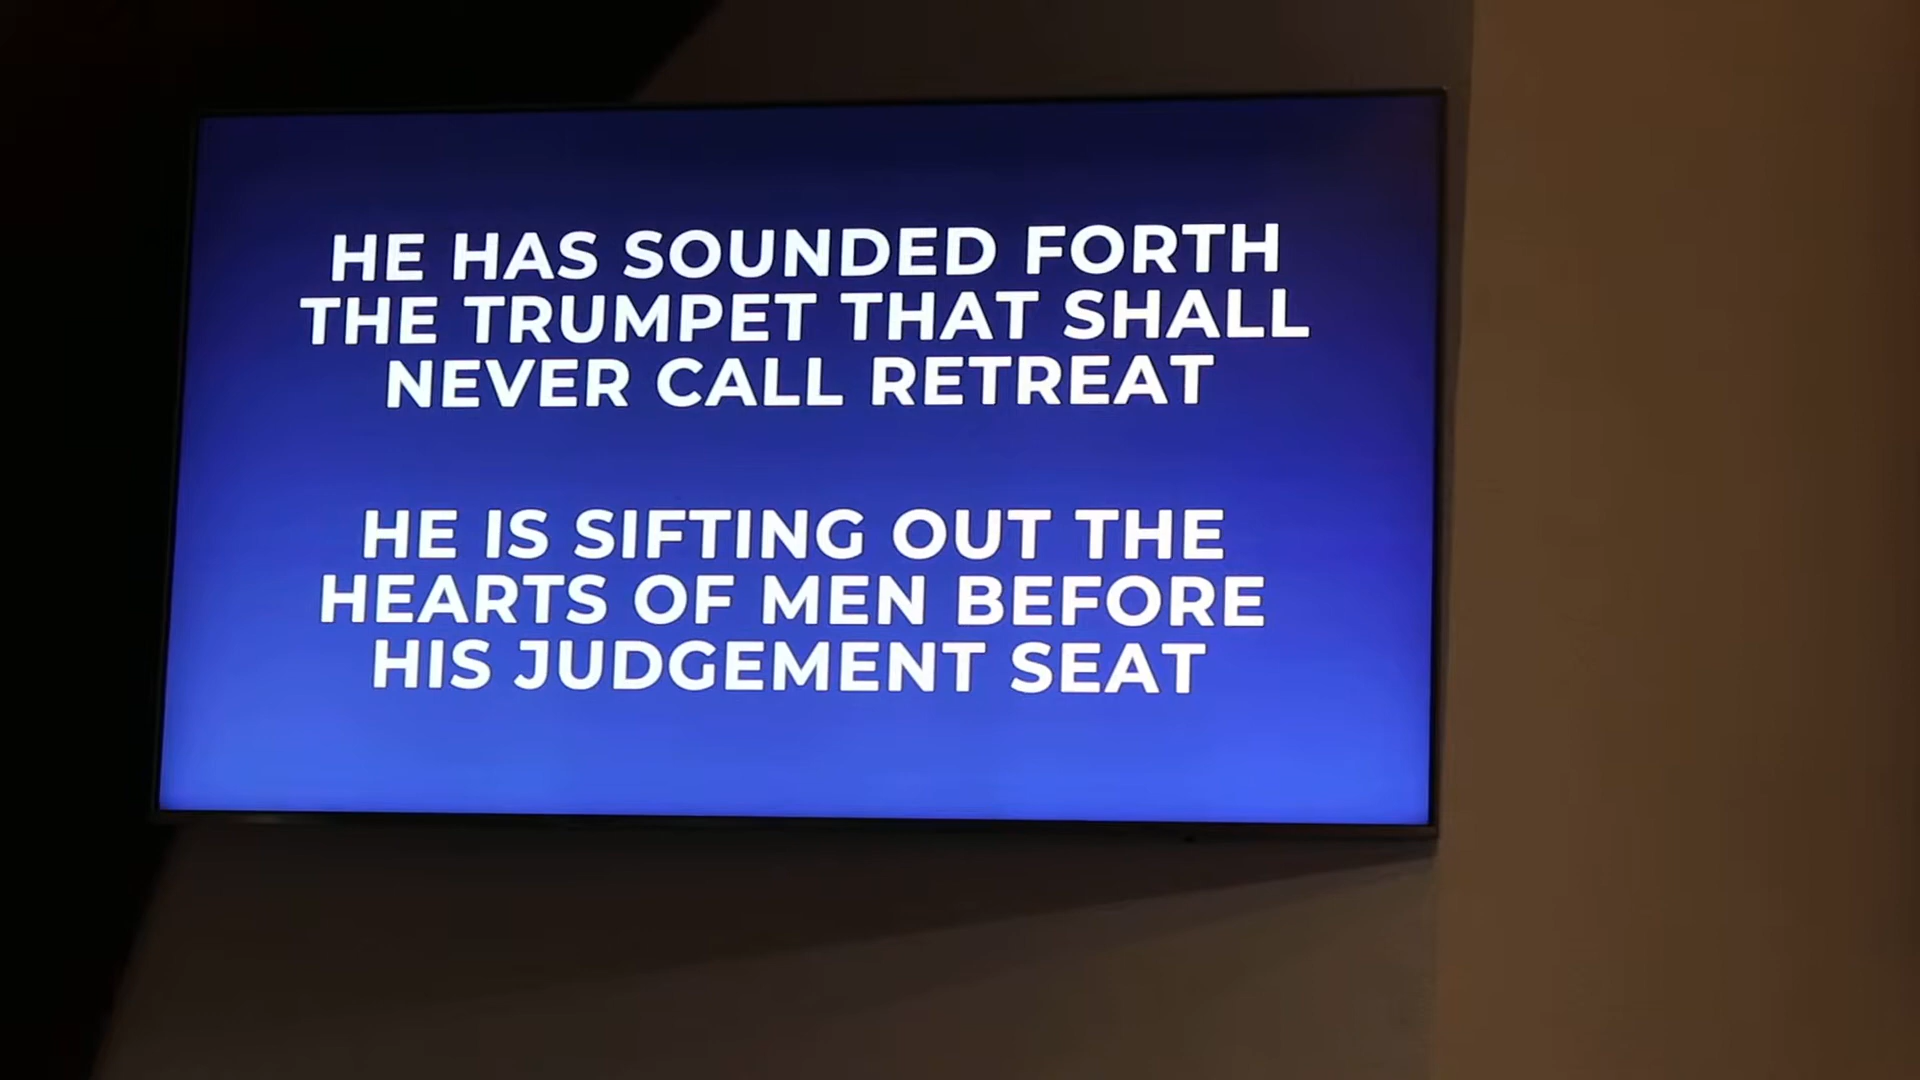 HE HAS SOUNDED FORTH
THE TRUMPET THAT SHALL
NEVER CALL RETREAT
HE IS SIFTING OUT THE
HEARTS OF MEN BEFORE
HIS JUDGEMENT SEAT